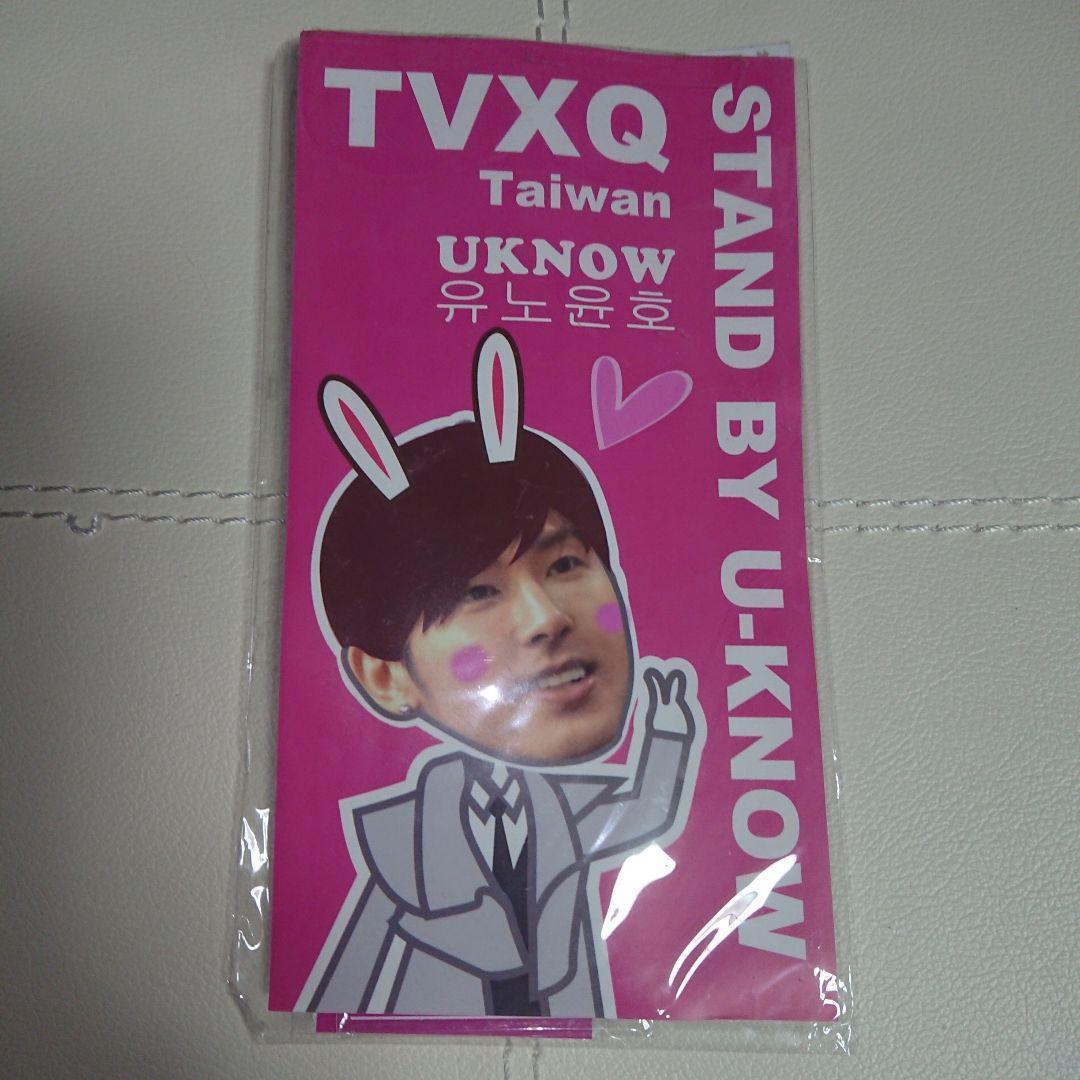 TVXQ
Taiwan
UKNOW
유노윤호
STAND BY U-KNOW